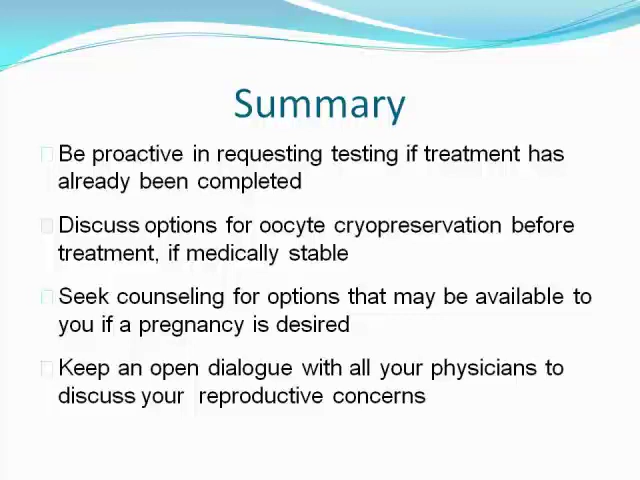 Summary
Be proactive in requesting testing if treatment has
already been completed
Discuss options for oocyte cryopreservation before
treatment, if medically stable
Seek counseling for options that may be available to
you if a pregnancy is desired
Keep an open dialogue with all your physicians to
discuss your reproductive concerns